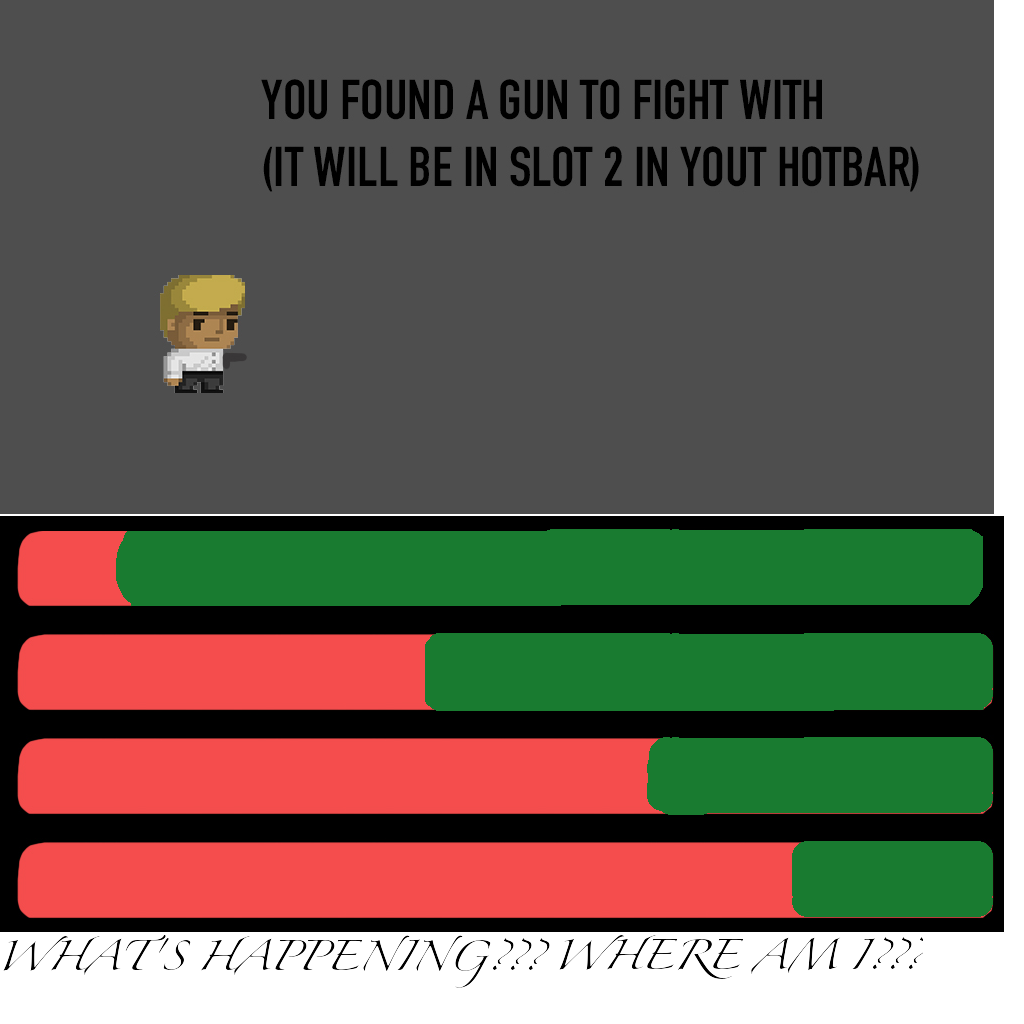 YOU FOUND A GUN TO FIGHT WITH
(IT WILL BE IN SLOT 2 IN YOUT HOTBAR)
WHAT'S HAPPENING??? WHERE AM I???